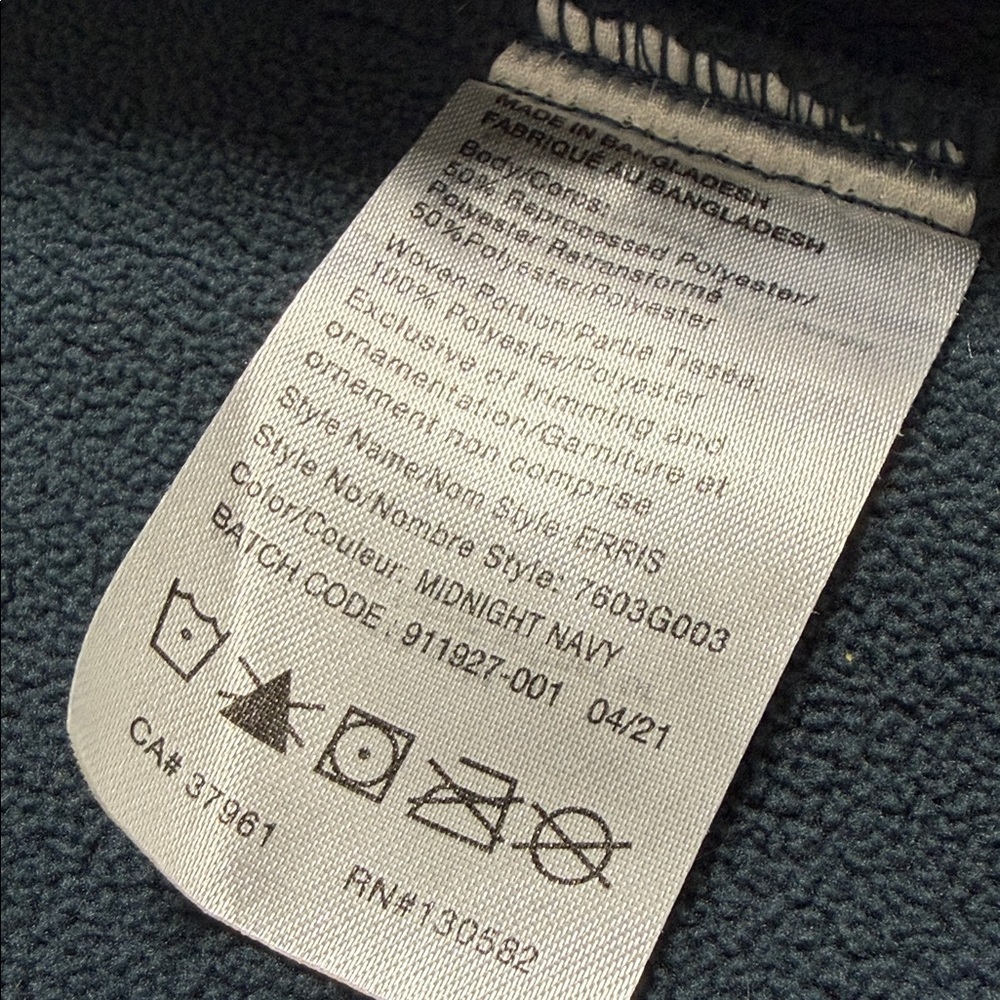 MADE IN BANGLADESH
FABRIQUÉ AU BANGLADESH
Body/Corps:
50% Reprocessed Polyester/
Polyester Retransformé
50%Polyester/Polyester
Woven Portion/Partie Tissée:
100% Polyester/Polyester
Exclusive of trimming and
ornamentation/Garniture et
ornement non comprise
Style Name/Nom Style: ERRIS
Style No/Nombre Style: 7603G003
Color/Couleur: MIDNIGHT NAVY
BATCH CODE : 911927-001 04/21
CA# 37961
RN#130582